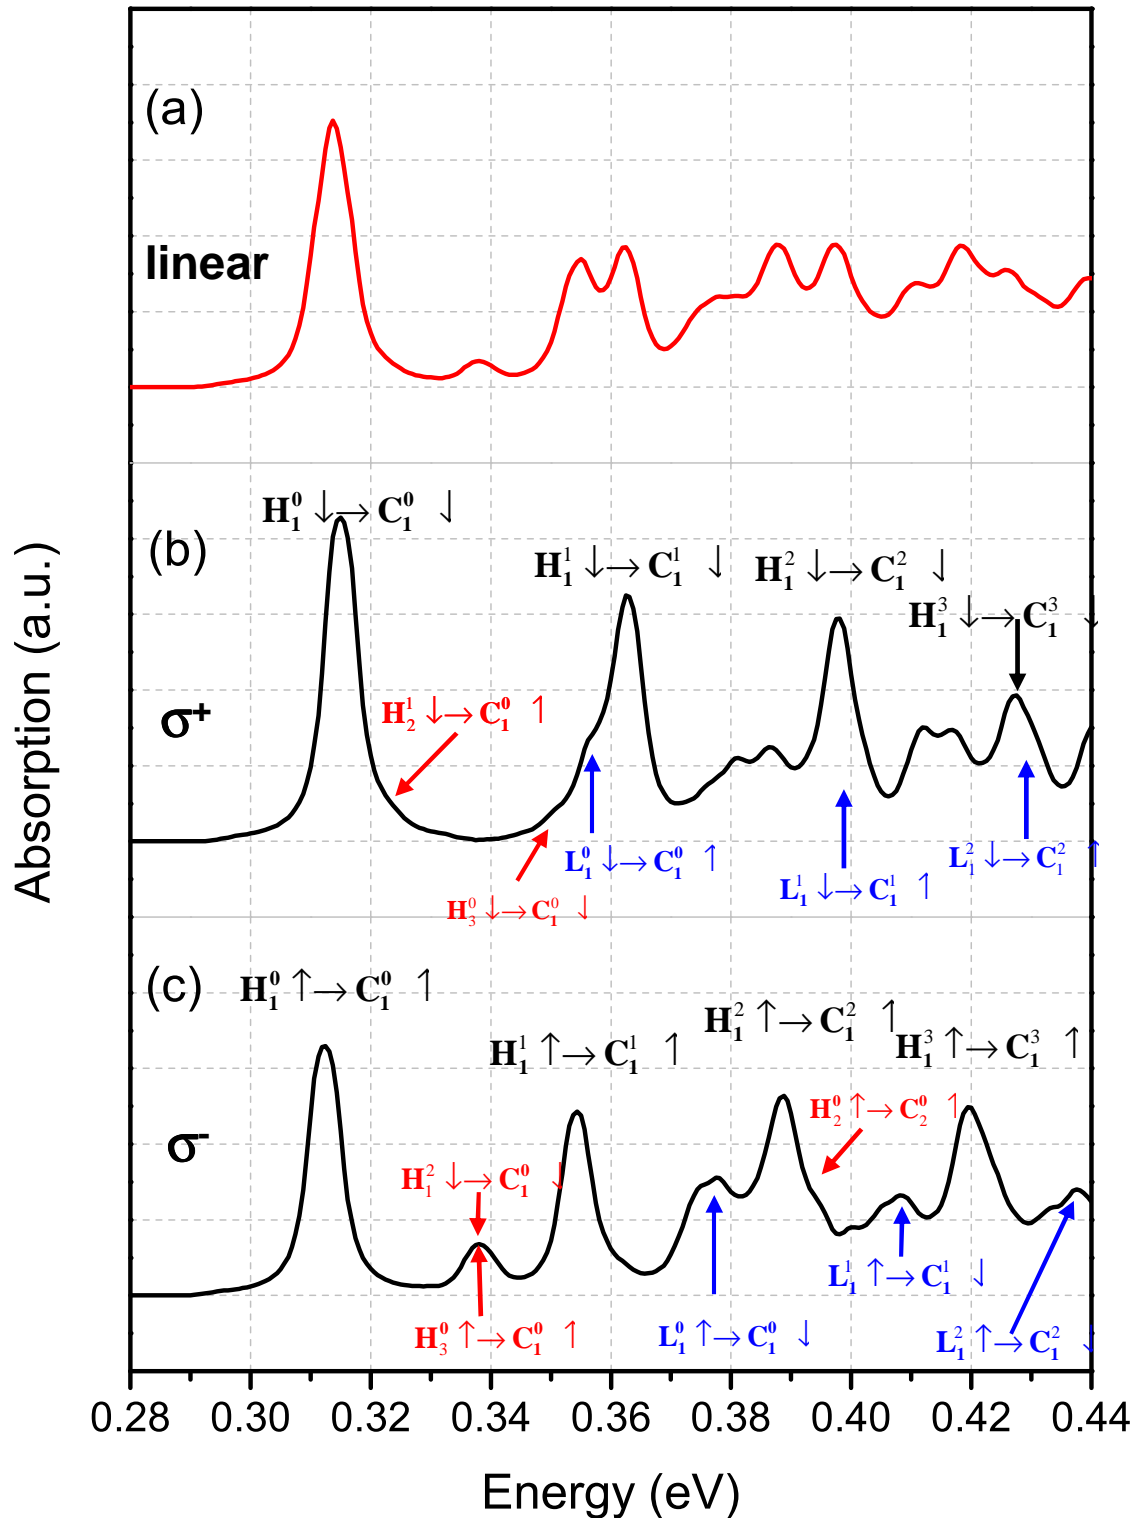 (a)
linear
H₁⁰ ↓→ C₁⁰ ↓
(b)
H₁¹ ↓→ C₁¹ ↓
H₁² ↓→ C₁² ↓
H₁³ ↓→ C₁³ ↓
σ⁺
H₂¹ ↓→ C₁⁰ ↑
L₁⁰ ↓→ C₁⁰ ↑
L₁² ↓→ C₁² ↑
L₁¹ ↓→ C₁¹ ↑
H₃⁰ ↓→ C₁⁰ ↓
(c)
H₁⁰ ↑→ C₁⁰ ↑
H₁¹ ↑→ C₁¹ ↑
H₁² ↑→ C₁² ↑
H₁³ ↑→ C₁³ ↑
σ⁻
H₂⁰ ↑→ C₂⁰ ↑
H₁² ↓→ C₁⁰ ↓
L₁¹ ↑→ C₁¹ ↓
H₃⁰ ↑→ C₁⁰ ↑
L₁⁰ ↑→ C₁⁰ ↓
L₁² ↑→ C₁² ↓
Absorption (a.u.)
0.28 0.30 0.32 0.34 0.36 0.38 0.40 0.42 0.44
Energy (eV)